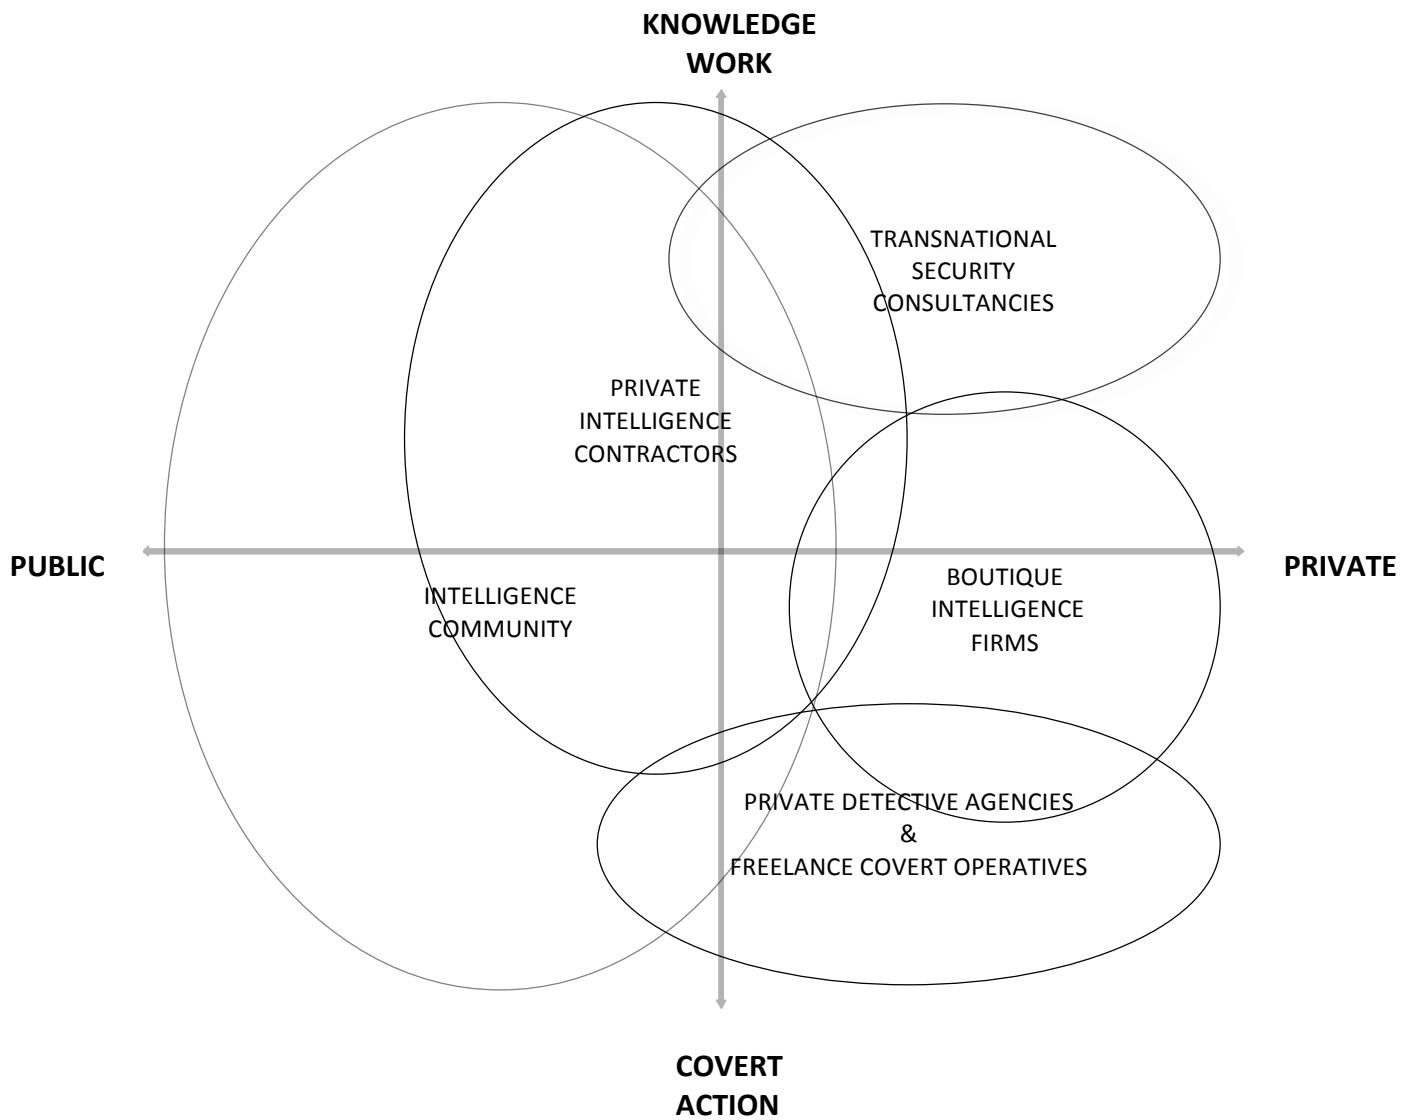 KNOWLEDGE
WORK
TRANSNATIONAL
SECURITY
CONSULTANCIES
PRIVATE
INTELLIGENCE
CONTRACTORS
PUBLIC
PRIVATE
INTELLIGENCE
COMMUNITY
BOUTIQUE
INTELLIGENCE
FIRMS
PRIVATE DETECTIVE AGENCIES
&
FREELANCE COVERT OPERATIVES
COVERT
ACTION